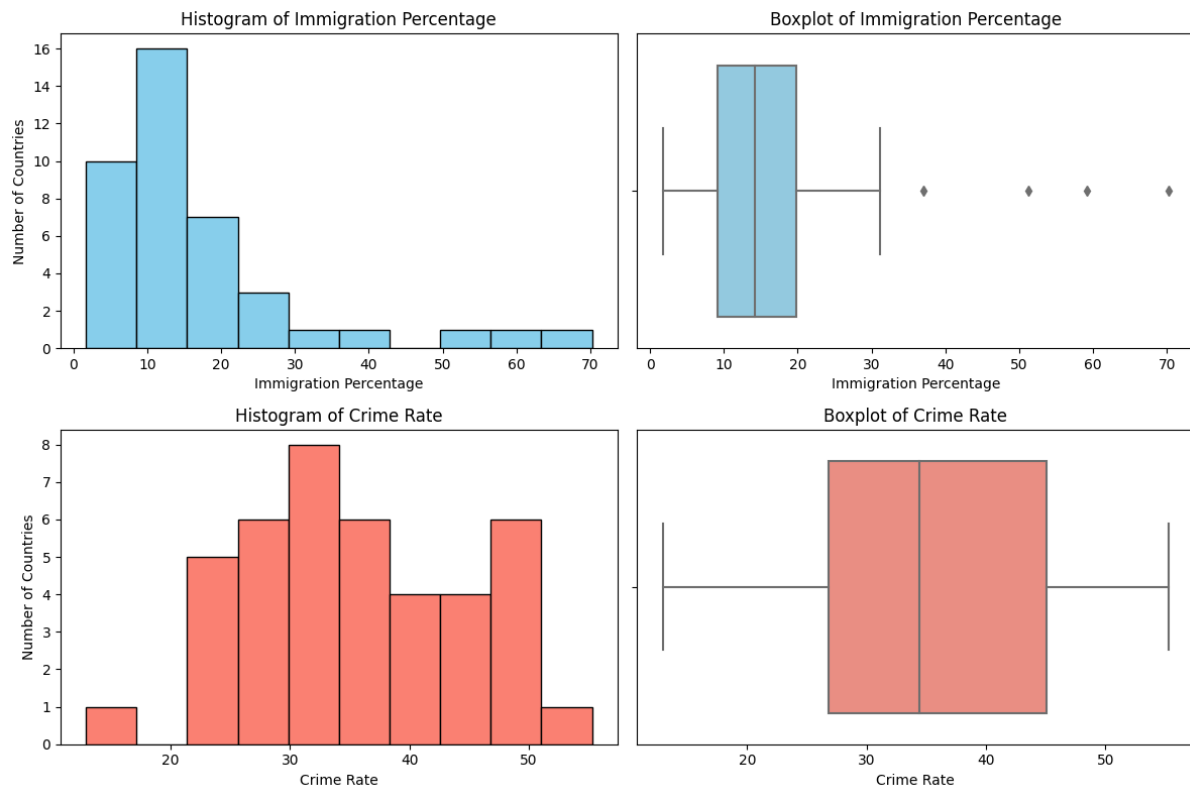 Histogram of Immigration Percentage
Number of Countries
16
14
12
10
8
6
4
2
0
0 10 20 30 40 50 60 70
Immigration Percentage
Boxplot of Immigration Percentage
0 10 20 30 40 50 60 70
Immigration Percentage
Histogram of Crime Rate
Number of Countries
8
7
6
5
4
3
2
1
0
20 30 40 50
Crime Rate
Boxplot of Crime Rate
20 30 40 50
Crime Rate